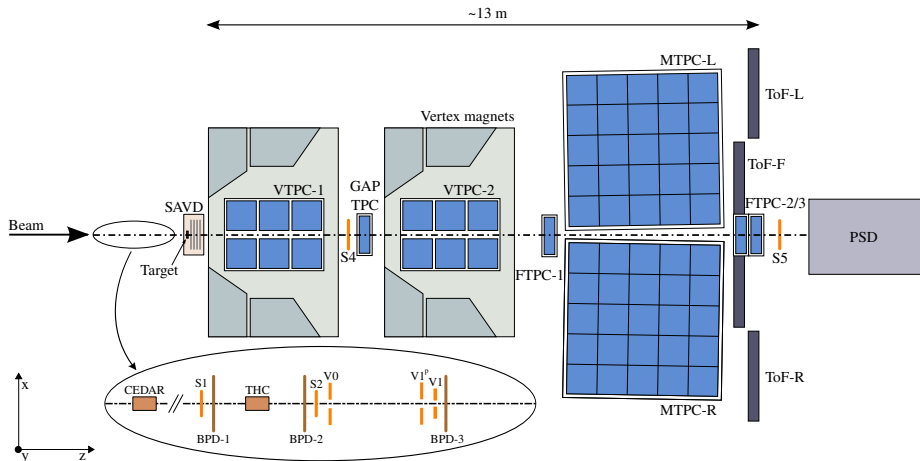 ~13 m
MTPC-L
ToF-L
Vertex magnets
ToF-F
SAVD
VTPC-1
GAP
TPC
VTPC-2
FTPC-2/3
Beam
Target
S4
FTPC-1
S5
PSD
x
y
z
CEDAR
S1
THC
S2
V0
V1p
V1
BPD-1
BPD-2
BPD-3
ToF-R
MTPC-R